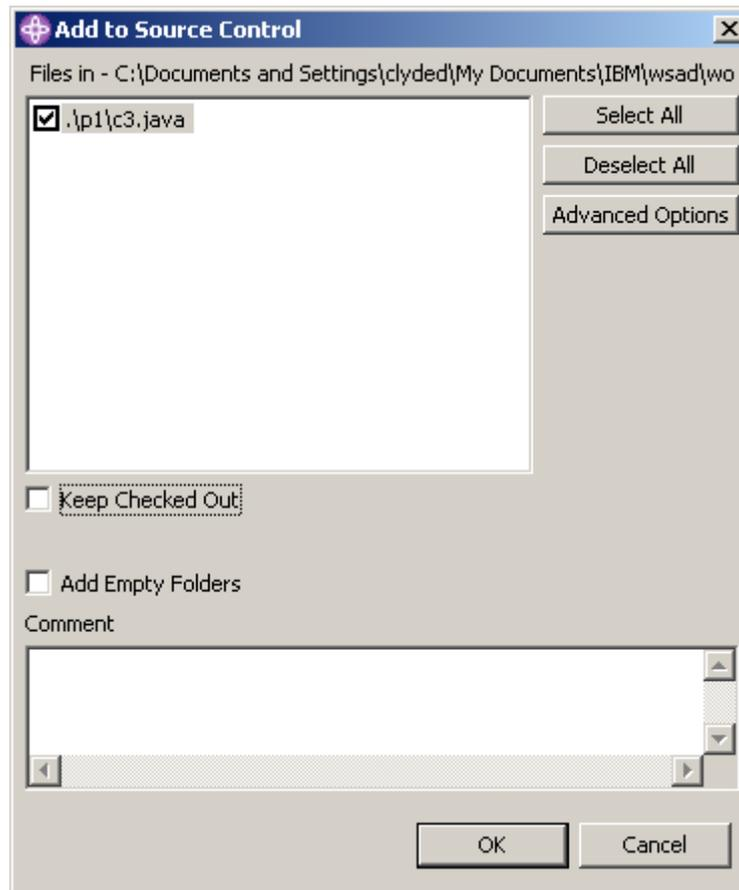 Add to Source Control
Files in - C:\Documents and Settings\clyded\My Documents\IBM\wsad\wo
.\p1\c3.java
Select All
Deselect All
Advanced Options
Keep Checked Out
Add Empty Folders
Comment
OK
Cancel